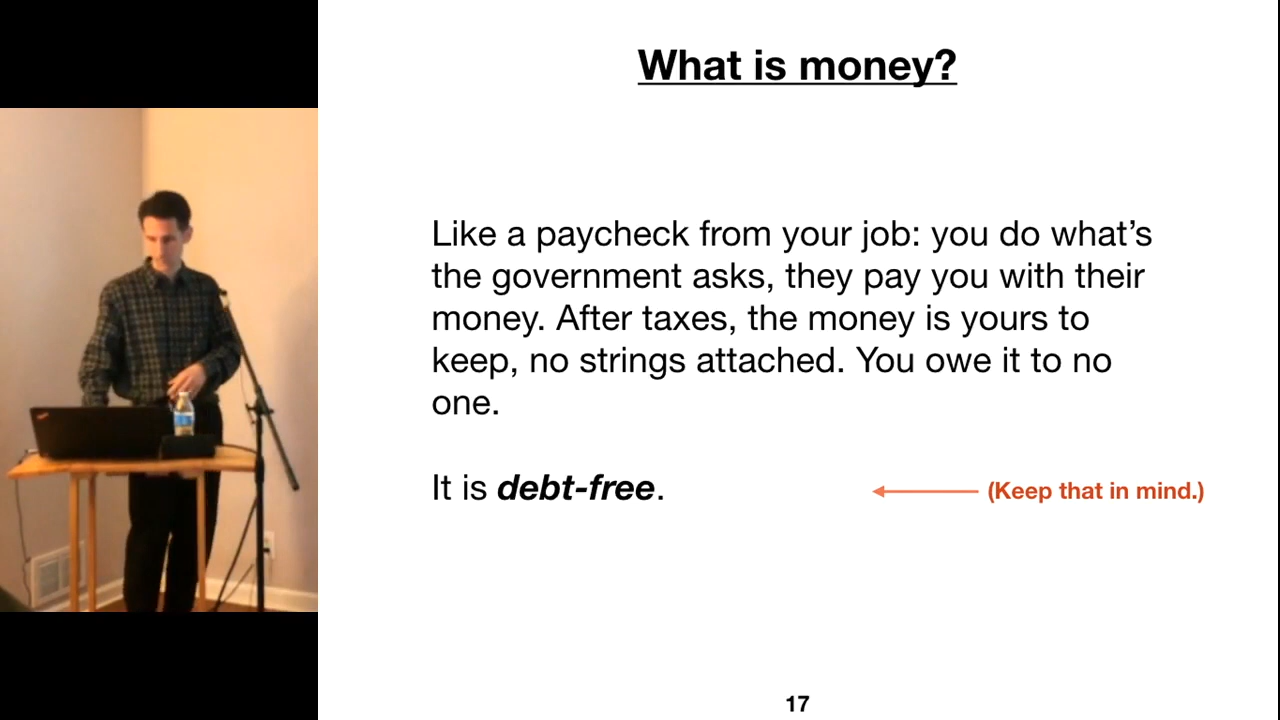 What is money?
Like a paycheck from your job: you do what’s
the government asks, they pay you with their
money. After taxes, the money is yours to
keep, no strings attached. You owe it to no
one.
It is debt-free.
(Keep that in mind.)
17